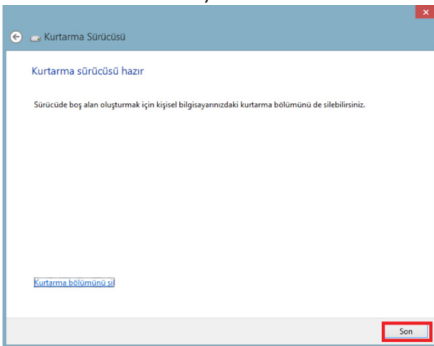 Kurtarma Sürücüsü
Kurtarma sürücüsü hazır
Sürücüde boş alan oluşturmak için kişisel bilgisayarınızdaki kurtarma bölümünü de silebilirsiniz.
Kurtarma bölümünü sil
Son